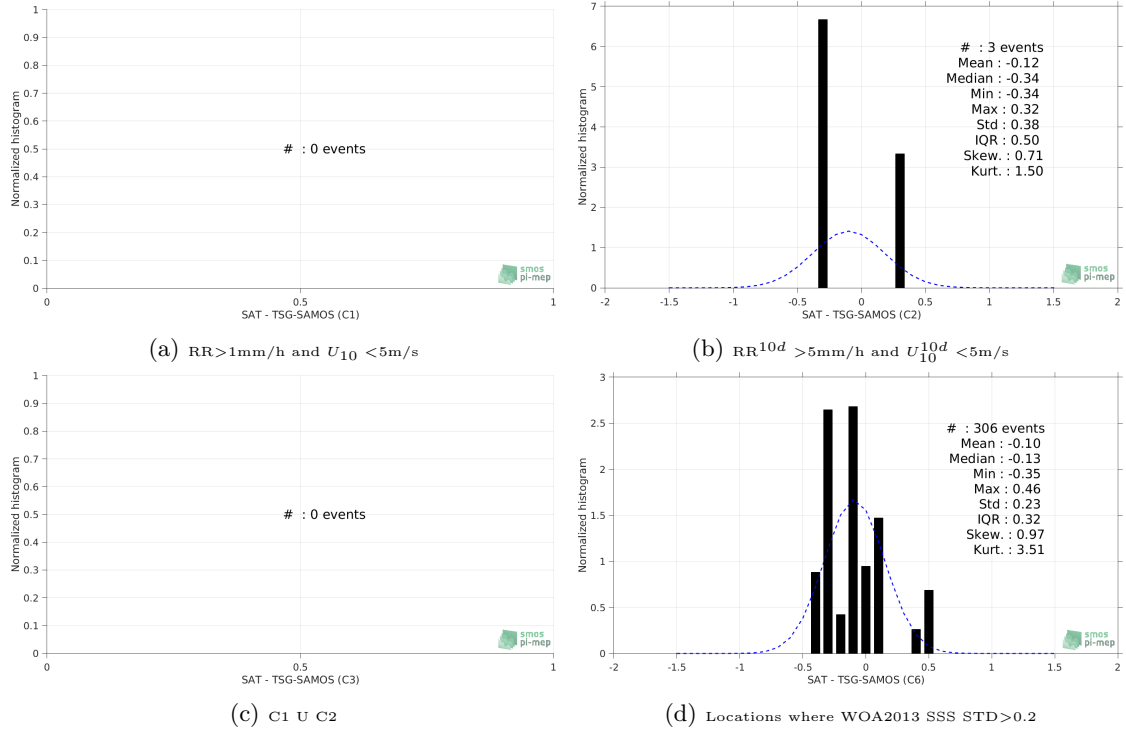 1
0.9
0.8
0.7
0.6
0.5
0.4
0.3
0.2
0.1
0
Normalized histogram
# : 0 events
smos
pi-mep
0 0.5 1
SAT - TSG-SAMOS (C1)
(a) RR>1mm/h and U10 <5m/s
7
6
5
4
3
2
1
0
Normalized histogram
# : 3 events
Mean : -0.12
Median : -0.34
Min : -0.34
Max : 0.32
Std : 0.38
IQR : 0.50
Skew. : 0.71
Kurt. : 1.50
smos
pi-mep
-2 -1.5 -1 -0.5 0 0.5 1 1.5 2
SAT - TSG-SAMOS (C2)
(b) RR10d >5mm/h and U10d10 <5m/s
1
0.9
0.8
0.7
0.6
0.5
0.4
0.3
0.2
0.1
0
Normalized histogram
# : 0 events
smos
pi-mep
0 0.5 1
SAT - TSG-SAMOS (C3)
(c) C1 U C2
3
2.5
2
1.5
1
0.5
0
Normalized histogram
# : 306 events
Mean : -0.10
Median : -0.13
Min : -0.35
Max : 0.46
Std : 0.23
IQR : 0.32
Skew. : 0.97
Kurt. : 3.51
smos
pi-mep
-2 -1.5 -1 -0.5 0 0.5 1 1.5 2
SAT - TSG-SAMOS (C6)
(d) Locations where WOA2013 SSS STD>0.2